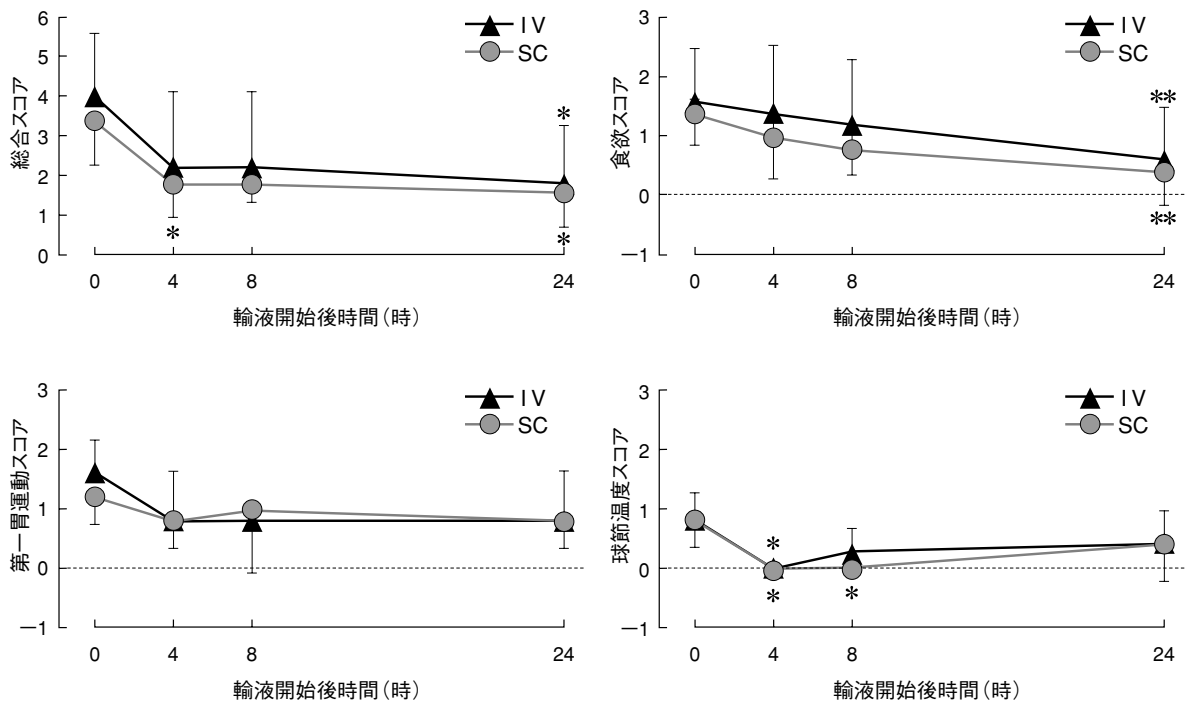 6
5
4
3
2
1
0
総合スコア
IV
SC
*
*
*
0 4 8 24
輸液開始後時間(時)
3
2
1
0
−1
食欲スコア
IV
SC
**
**
0 4 8 24
輸液開始後時間(時)
3
2
1
0
−1
第一胃運動スコア
IV
SC
0 4 8 24
輸液開始後時間(時)
3
2
1
0
−1
球節温度スコア
IV
SC
*
*
*
0 4 8 24
輸液開始後時間(時)